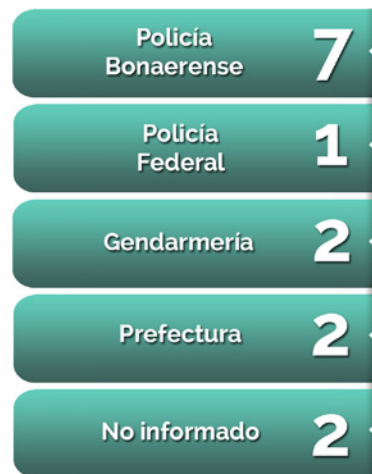 Policía
Bonaerense
7
Policía
Federal
1
Gendarmería
2
Prefectura
2
No informado
2